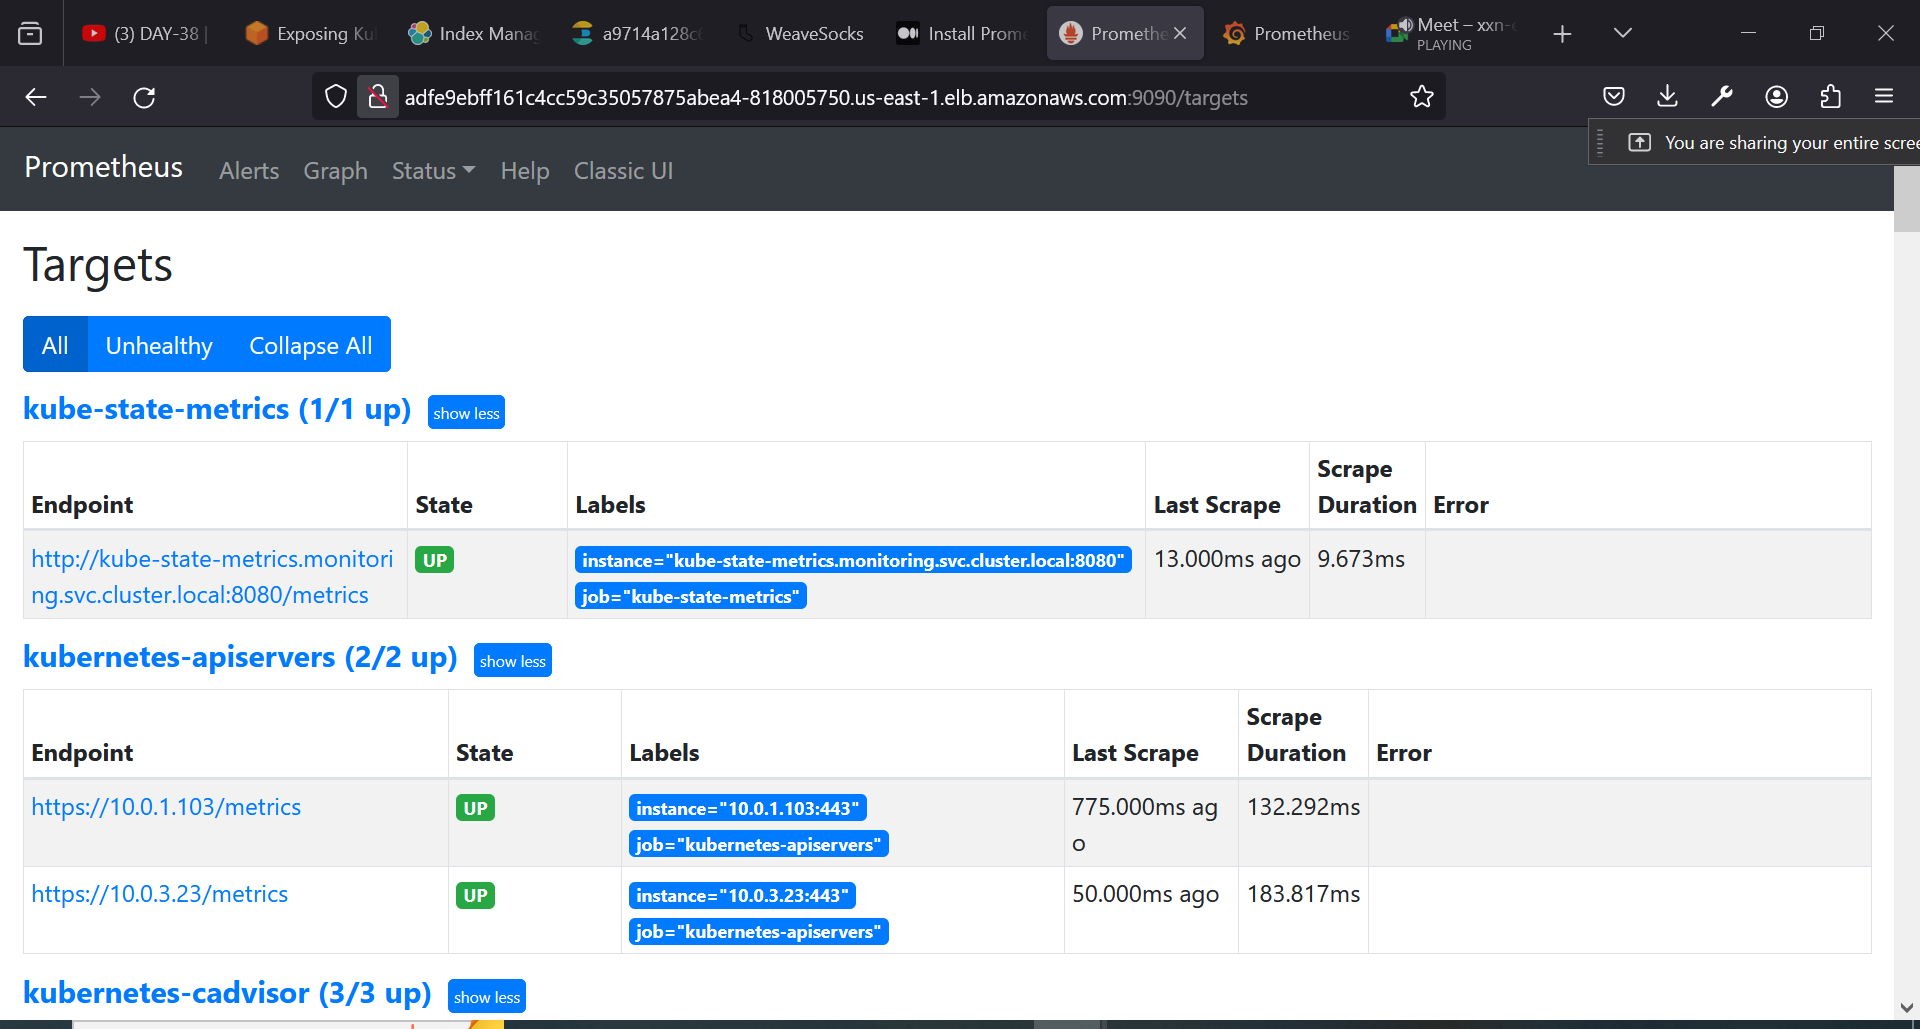 (3) DAY-38 |
Exposing Ku
Index Manag
a9714a128c
WeaveSocks
Install Prome
Promethe
Prometheus
Meet – xxn-
PLAYING
adfe9ebff161c4cc59c35057875abea4-818005750.us-east-1.elb.amazonaws.com:9090/targets
You are sharing your entire scree
Prometheus
Alerts
Graph
Status
Help
Classic UI
Targets
All
Unhealthy
Collapse All
kube-state-metrics (1/1 up)
show less
Endpoint
State
Labels
Last Scrape
Scrape
Duration
Error
http://kube-state-metrics.monitori
ng.svc.cluster.local:8080/metrics
UP
instance="kube-state-metrics.monitoring.svc.cluster.local:8080"
job="kube-state-metrics"
13.000ms ago
9.673ms
kubernetes-apiservers (2/2 up)
show less
Endpoint
State
Labels
Last Scrape
Scrape
Duration
Error
https://10.0.1.103/metrics
UP
instance="10.0.1.103:443"
job="kubernetes-apiservers"
775.000ms ag
o
132.292ms
https://10.0.3.23/metrics
UP
instance="10.0.3.23:443"
job="kubernetes-apiservers"
50.000ms ago
183.817ms
kubernetes-cadvisor (3/3 up)
show less